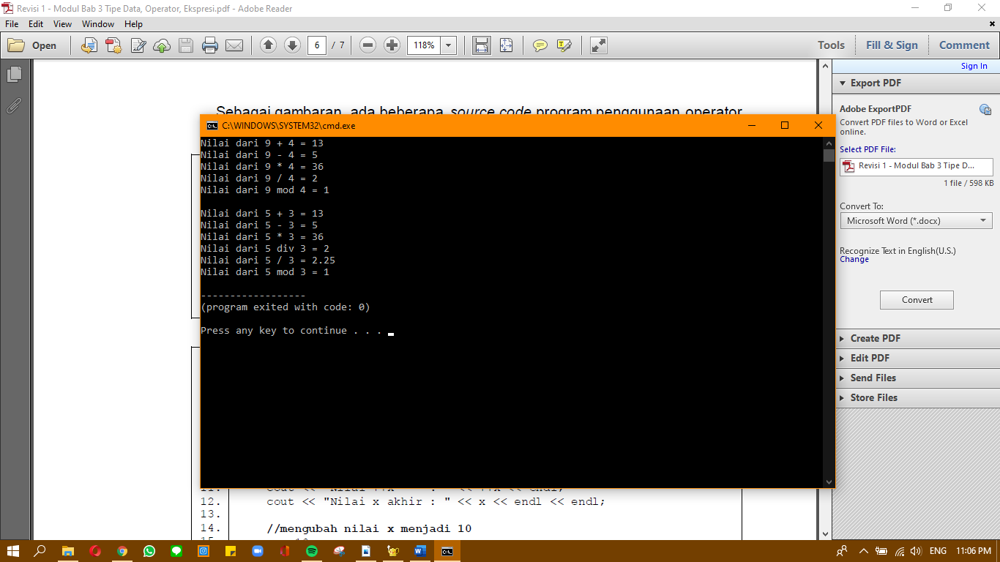 Revisi 1 - Modul Bab 3 Tipe Data, Operator, Ekspresi.pdf - Adobe Reader
File Edit View Window Help
Open 6 / 7 118% Tools Fill & Sign Comment
Sign In
Export PDF
Adobe ExportPDF
Convert PDF files to Word or Excel
online.
Select PDF File:
Revisi 1 - Modul Bab 3 Tipe D...
1 file / 598 KB
Convert To:
Microsoft Word (*.docx)
Recognize Text in English(U.S.)
Change
Convert
Create PDF
Edit PDF
Send Files
Store Files
Sebagai gambaran, ada beberapa source code program penggunaan operator
C:\WINDOWS\SYSTEM32\cmd.exe
Nilai dari 9 + 4 = 13
Nilai dari 9 - 4 = 5
Nilai dari 9 * 4 = 36
Nilai dari 9 / 4 = 2
Nilai dari 9 mod 4 = 1
Nilai dari 5 + 3 = 13
Nilai dari 5 - 3 = 5
Nilai dari 5 * 3 = 36
Nilai dari 5 div 3 = 2
Nilai dari 5 / 3 = 2.25
Nilai dari 5 mod 3 = 1
------------------
(program exited with code: 0)
Press any key to continue . . .
11. cout << "Nilai ++x : " << ++x << endl;
12. cout << "Nilai x akhir : " << x << endl << endl;
13.
14. //mengubah nilai x menjadi 10
ENG 11:06 PM